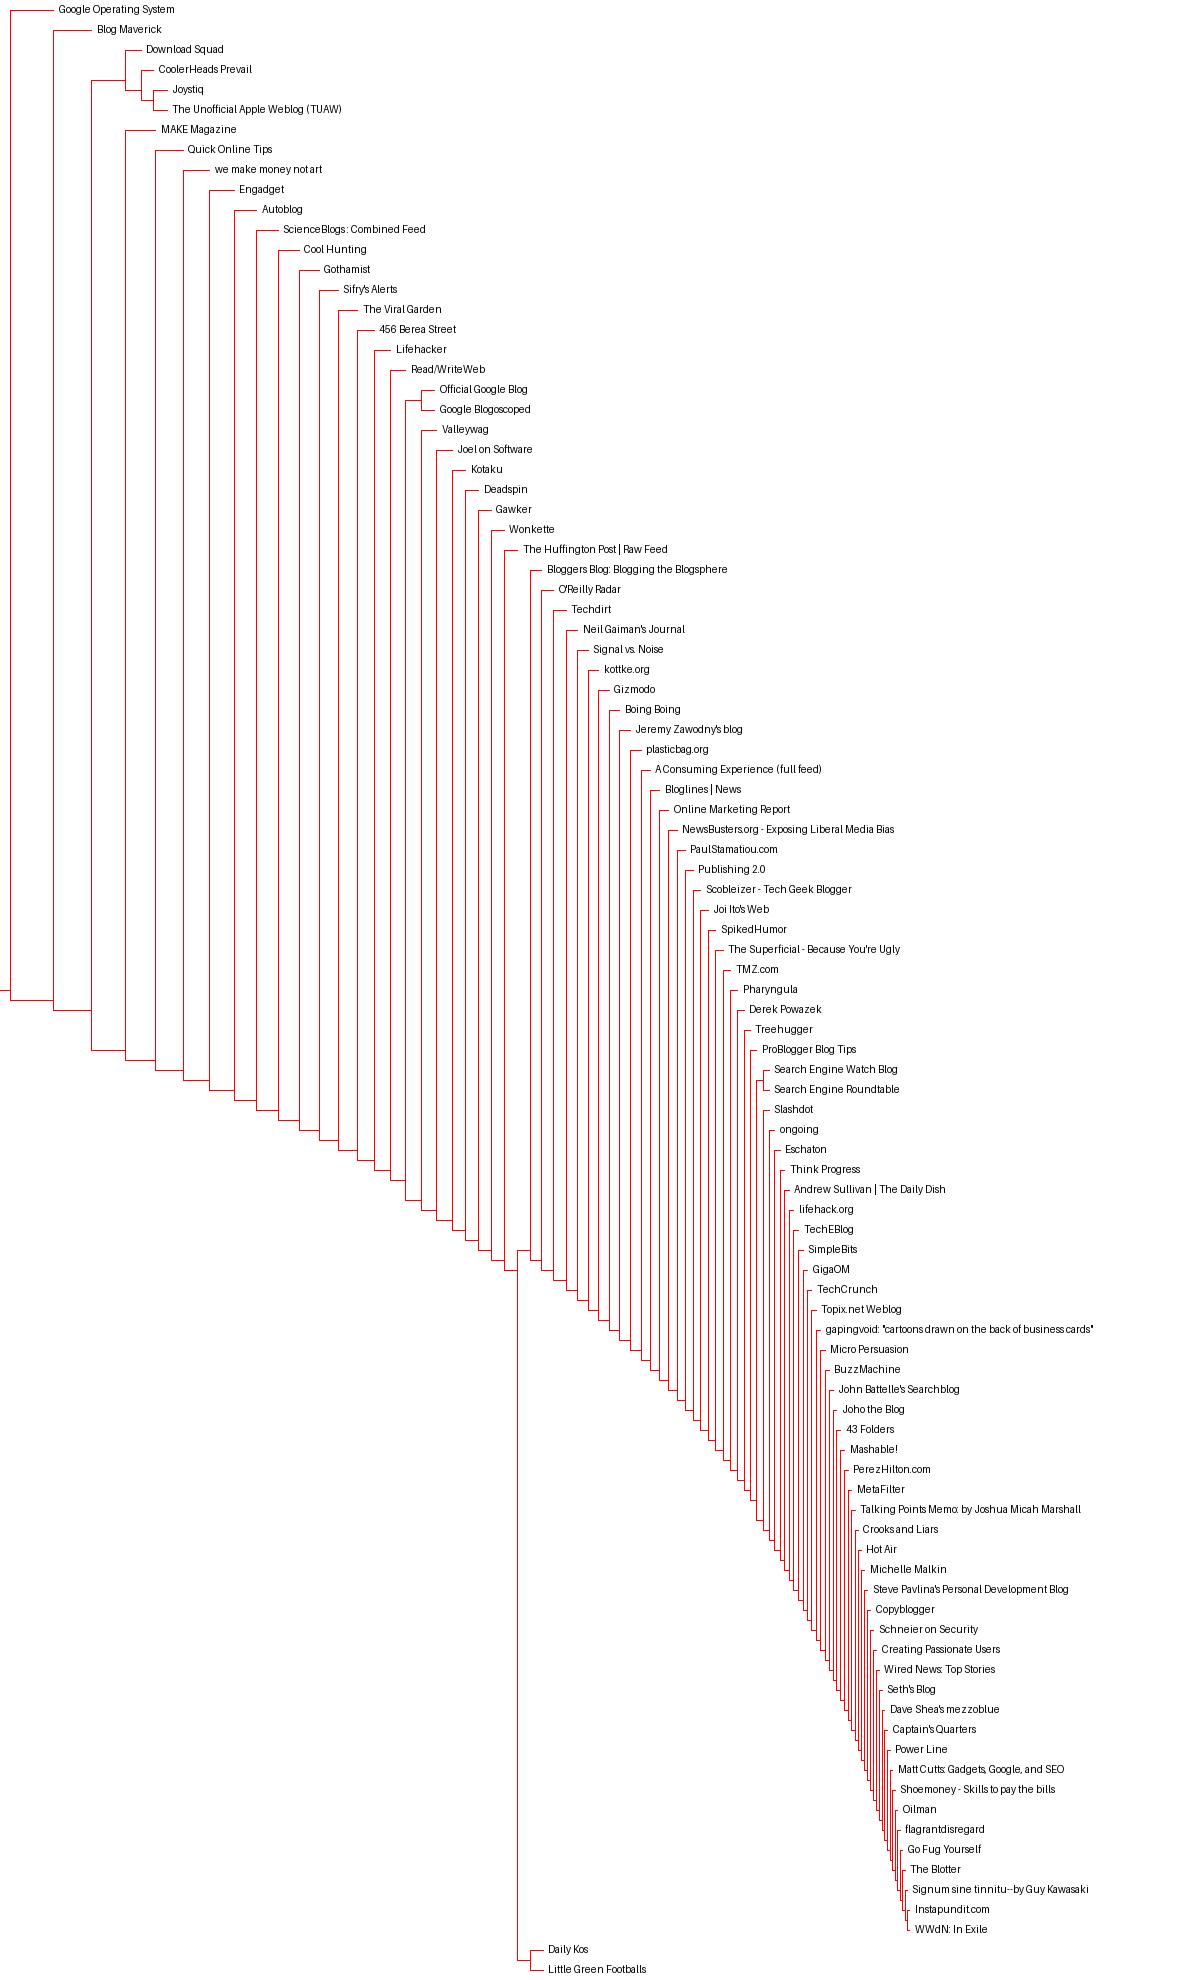 Google Operating System
Blog Maverick
Download Squad
CoolerHeads Prevail
Joystiq
The Unofficial Apple Weblog (TUAW)
MAKE Magazine
Quick Online Tips
we make money not art
Engadget
Autoblog
ScienceBlogs : Combined Feed
Cool Hunting
Gothamist
Sifry's Alerts
The Viral Garden
456 Berea Street
Lifehacker
Read/WriteWeb
Official Google Blog
Google Blogoscoped
Valleywag
Joel on Software
Kotaku
Deadspin
Gawker
Wonkette
The Huffington Post | Raw Feed
Bloggers Blog: Blogging the Blogsphere
O'Reilly Radar
Techdirt
Neil Gaiman's Journal
Signal vs. Noise
kottke.org
Gizmodo
Boing Boing
Jeremy Zawodny's blog
plasticbag.org
A Consuming Experience (full feed)
Bloglines | News
Online Marketing Report
NewsBusters.org - Exposing Liberal Media Bias
PaulStamatiou.com
Publishing 2.0
Scobleizer - Tech Geek Blogger
Joi Ito's Web
SpikedHumor
The Superficial - Because You're Ugly
TMZ.com
Pharyngula
Derek Powazek
Treehugger
ProBlogger Blog Tips
Search Engine Watch Blog
Search Engine Roundtable
Slashdot
ongoing
Eschaton
Think Progress
Andrew Sullivan | The Daily Dish
lifehack.org
TechEBlog
SimpleBits
GigaOM
TechCrunch
Topix.net Weblog
gapingvoid: "cartoons drawn on the back of business cards"
Micro Persuasion
BuzzMachine
John Battelle's Searchblog
Joho the Blog
43 Folders
Mashable!
PerezHilton.com
MetaFilter
Talking Points Memo: by Joshua Micah Marshall
Crooks and Liars
Hot Air
Michelle Malkin
Steve Pavlina's Personal Development Blog
Copyblogger
Schneier on Security
Creating Passionate Users
Wired News: Top Stories
Seth's Blog
Dave Shea's mezzoblue
Captain's Quarters
Power Line
Matt Cutts: Gadgets, Google, and SEO
Shoemoney - Skills to pay the bills
Oilman
flagrantdisregard
Go Fug Yourself
The Blotter
Signum sine tinnitu--by Guy Kawasaki
Instapundit.com
WWdN: In Exile
Daily Kos
Little Green Footballs